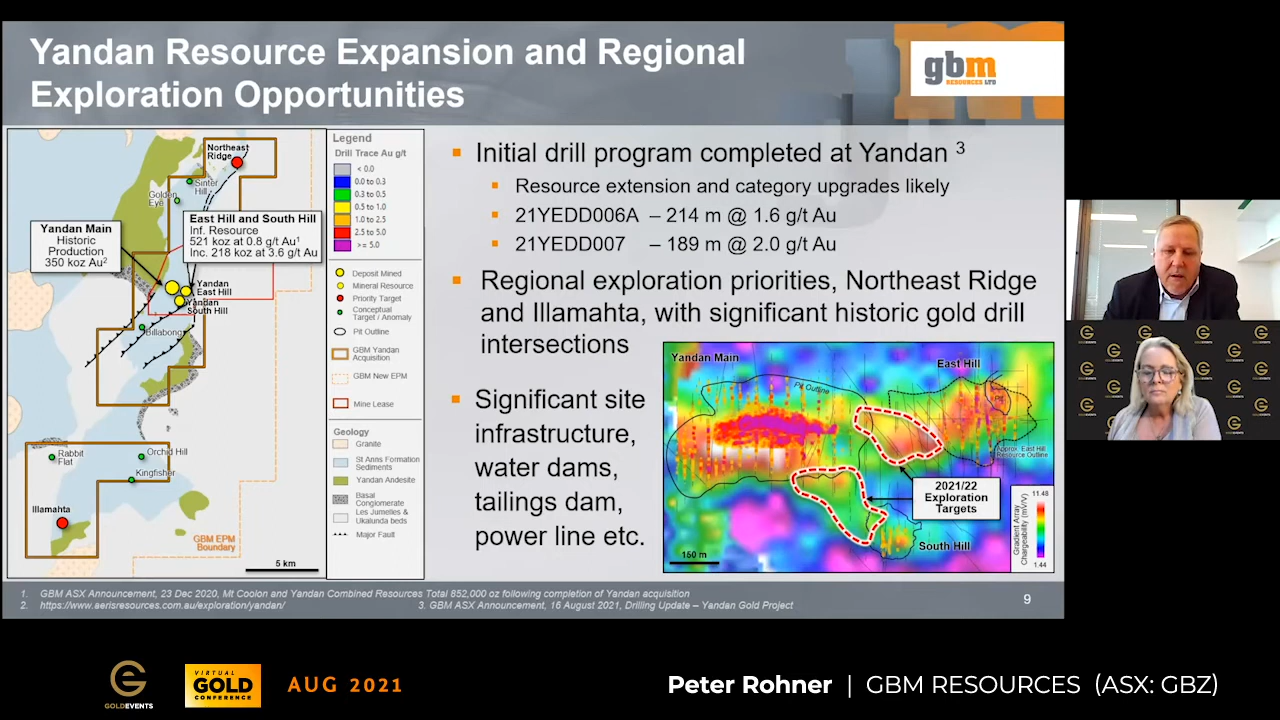 Yandan Resource Expansion and Regional
Exploration Opportunities
gbm
RESOURCES LTD
Northeast
Ridge
Sinter
Hill
Golden
Eye
East Hill and South Hill
Inf. Resource
521 koz at 0.8 g/t Au1
Inc. 218 koz at 3.6 g/t Au
Yandan Main
Historic
Production
350 koz Au2
Yandan
East Hill
Yandan
South Hill
Billabong
Rabbit
Flat
Orchid Hill
Kingfisher
Illamahta
GBM EPM
Boundary
5 km
Legend
Drill Trace Au g/t
< 0.0
0.0 to 0.3
0.3 to 0.5
0.5 to 1.0
1.0 to 2.5
2.5 to 5.0
>= 5.0
Deposit Mined
Mineral Resource
Priority Target
Conceptual
Target / Anomaly
Pit Outline
GBM Yandan
Acquisition
GBM New EPM
Mine Lease
Geology
Granite
St Anns Formation
Sediments
Yandan Andesite
Basal
Conglomerate
Les Jumelles &
Ukalunda beds
Major Fault
▪ Initial drill program completed at Yandan 3
▪ Resource extension and category upgrades likely
▪ 21YEDD006A – 214 m @ 1.6 g/t Au
▪ 21YEDD007 – 189 m @ 2.0 g/t Au
▪ Regional exploration priorities, Northeast Ridge
and Illamahta, with significant historic gold drill
intersections
▪ Significant site
infrastructure,
water dams,
tailings dam,
power line etc.
Yandan Main
Pit Outline
East Hill
Pit
Approx. East Hill
Resource Outline
2021/22
Exploration
Targets
South Hill
150 m
Gradient Array
Chargeability (mV/V)
11.48
1.44
1. GBM ASX Announcement, 23 Dec 2020, Mt Coolon and Yandan Combined Resources Total 852,000 oz following completion of Yandan acquisition
2. https://www.aerisresources.com.au/exploration/yandan/
3. GBM ASX Announcement, 16 August 2021, Drilling Update – Yandan Gold Project
9
GOLDEVENTS
VIRTUAL
GOLD
CONFERENCE
AUG 2021
Peter Rohner | GBM RESOURCES (ASX: GBZ)